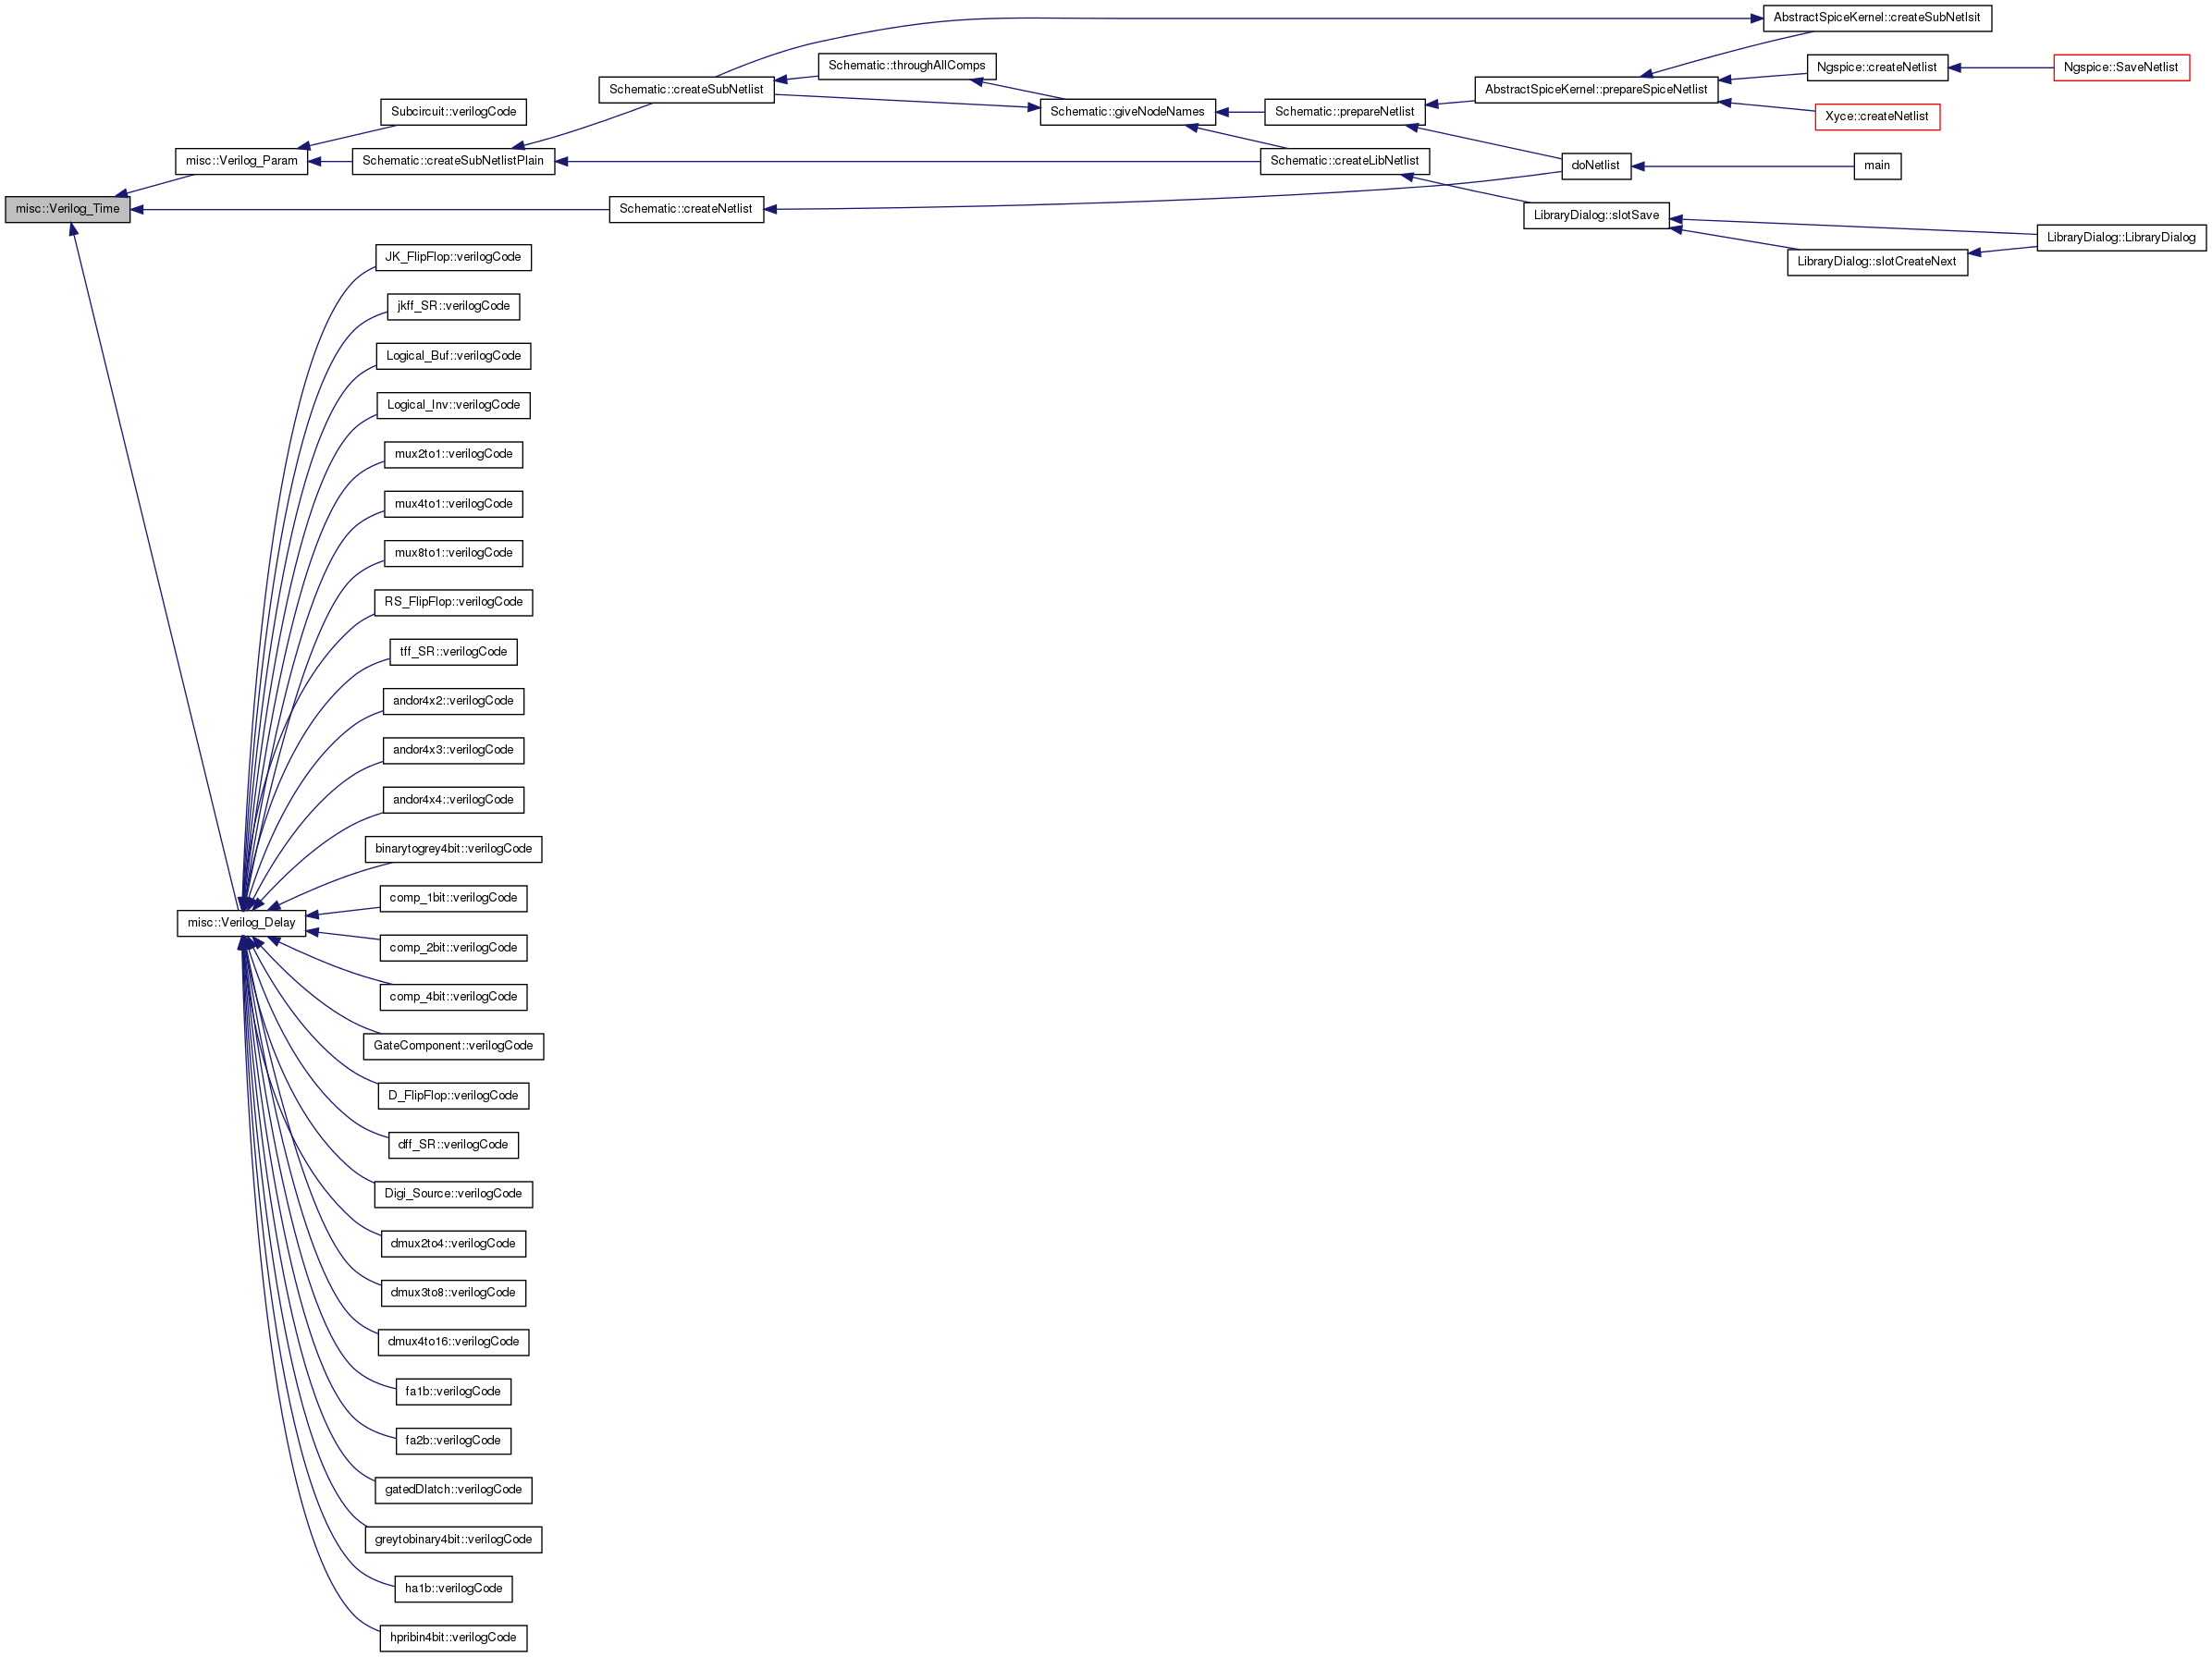 AbstractSpiceKernel::createSubNetlsit
Schematic::throughAllComps
Ngspice::createNetlist
Ngspice::SaveNetlist
Schematic::createSubNetlist
AbstractSpiceKernel::prepareSpiceNetlist
Subcircuit::verilogCode
Schematic::giveNodeNames
Schematic::prepareNetlist
Xyce::createNetlist
misc::Verilog_Param
Schematic::createSubNetlistPlain
Schematic::createLibNetlist
doNetlist
main
misc::Verilog_Time
Schematic::createNetlist
LibraryDialog::slotSave
LibraryDialog::LibraryDialog
LibraryDialog::slotCreateNext
JK_FlipFlop::verilogCode
jkff_SR::verilogCode
Logical_Buf::verilogCode
Logical_Inv::verilogCode
mux2to1::verilogCode
mux4to1::verilogCode
mux8to1::verilogCode
RS_FlipFlop::verilogCode
tff_SR::verilogCode
andor4x2::verilogCode
andor4x3::verilogCode
andor4x4::verilogCode
binarytogrey4bit::verilogCode
comp_1bit::verilogCode
misc::Verilog_Delay
comp_2bit::verilogCode
comp_4bit::verilogCode
GateComponent::verilogCode
D_FlipFlop::verilogCode
dff_SR::verilogCode
Digi_Source::verilogCode
dmux2to4::verilogCode
dmux3to8::verilogCode
dmux4to16::verilogCode
fa1b::verilogCode
fa2b::verilogCode
gatedDlatch::verilogCode
greytobinary4bit::verilogCode
ha1b::verilogCode
hpribin4bit::verilogCode